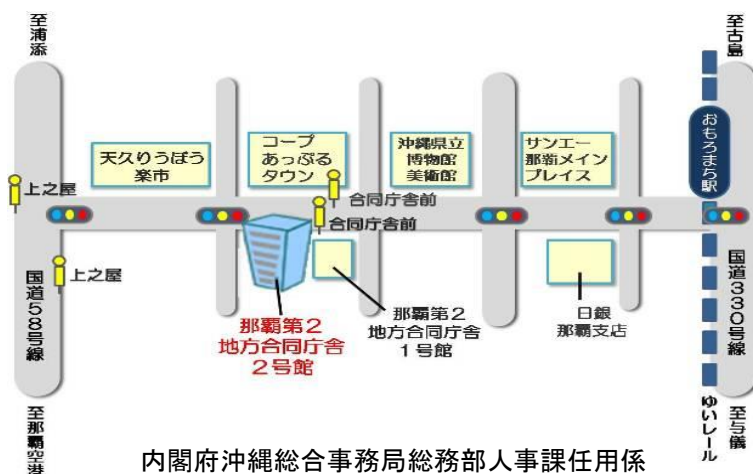 至浦添
至古島
おもろまち駅
天久りうぼう
楽市
コープ
あっぷる
タウン
沖縄県立
博物館
美術館
サンエー
那覇メイン
プレイス
上之屋
合同庁舎前
合同庁舎前
上之屋
国道58号線
国道330号線
那覇第2
地方合同庁舎
2号館
那覇第2
地方合同庁舎
1号館
日銀
那覇支店
至那覇空港
ゆいレール
至与儀
内閣府沖縄総合事務局総務部人事課任用係